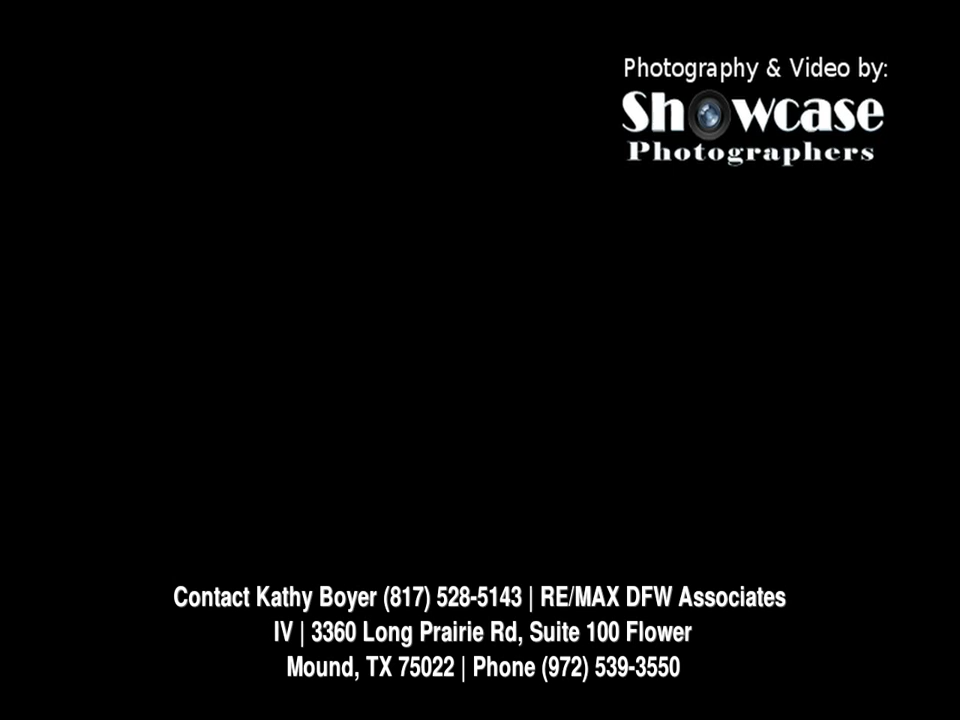 Photography & Video by:
Showcase
Photographers
Contact Kathy Boyer (817) 528-5143 | RE/MAX DFW Associates
IV | 3360 Long Prairie Rd, Suite 100 Flower
Mound, TX 75022 | Phone (972) 539-3550